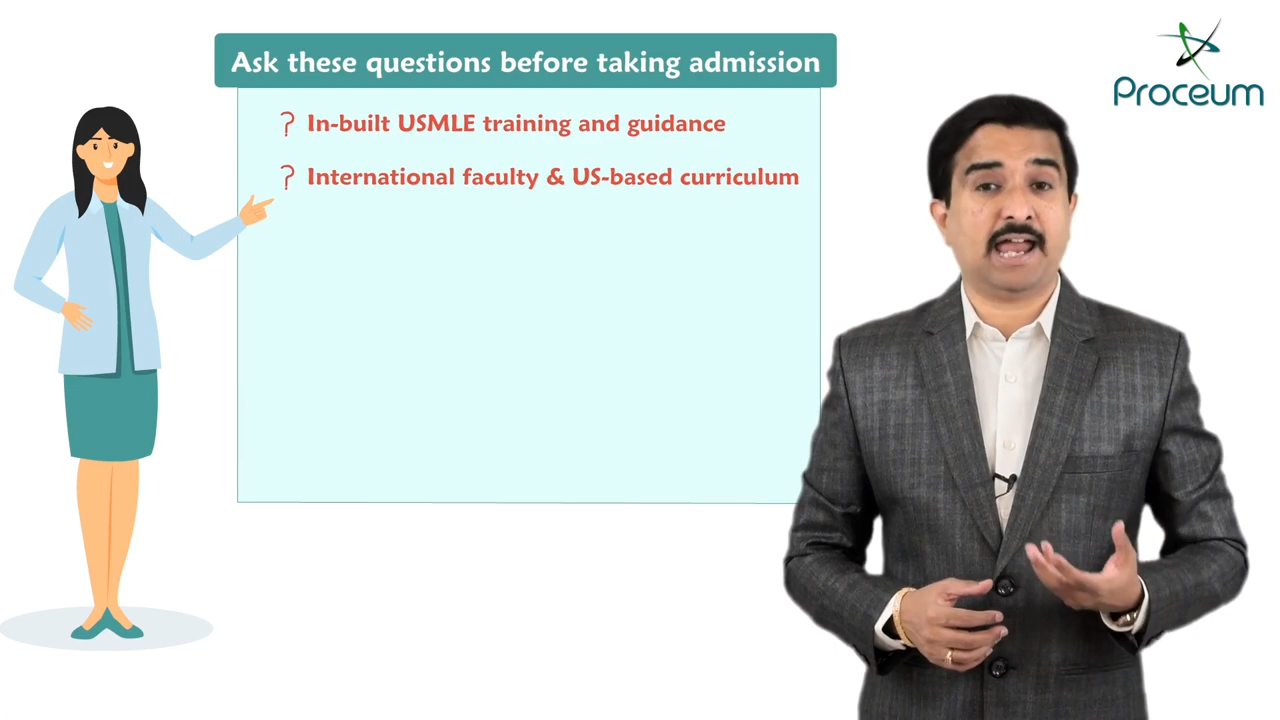 Ask these questions before taking admission
Proceum
? In-built USMLE training and guidance
? International faculty & US-based curriculum